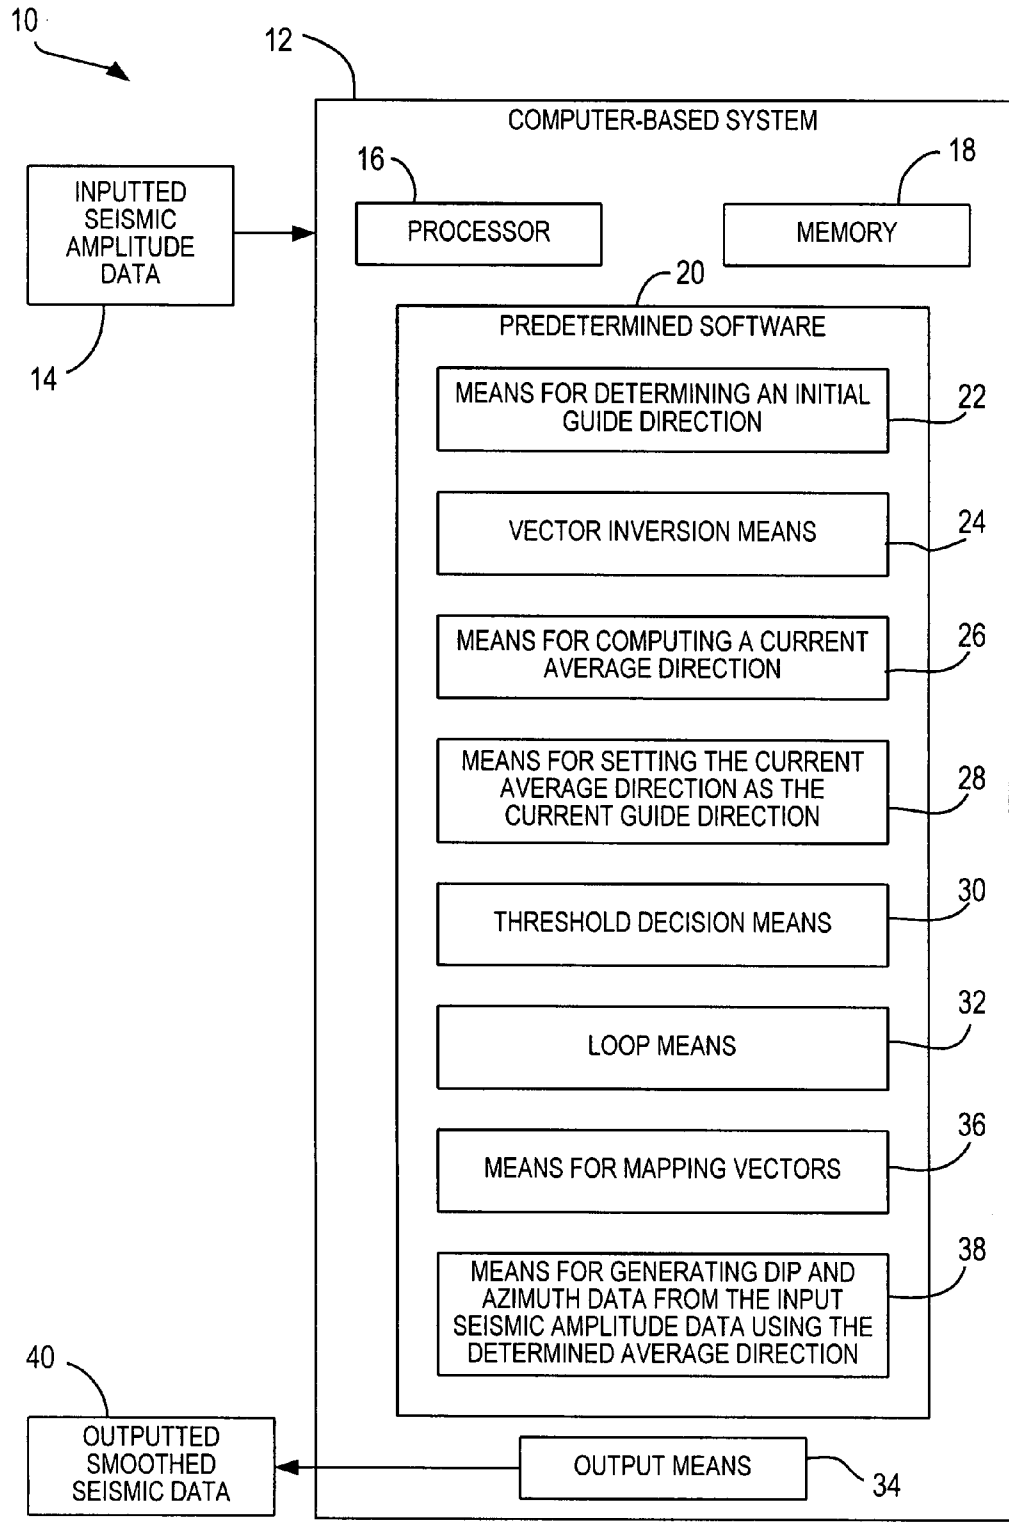 10
12
COMPUTER-BASED SYSTEM
INPUTTED
SEISMIC
AMPLITUDE
DATA
14
16
PROCESSOR
18
MEMORY
20
PREDETERMINED SOFTWARE
MEANS FOR DETERMINING AN INITIAL
GUIDE DIRECTION
22
VECTOR INVERSION MEANS
24
MEANS FOR COMPUTING A CURRENT
AVERAGE DIRECTION
26
MEANS FOR SETTING THE CURRENT
AVERAGE DIRECTION AS THE
CURRENT GUIDE DIRECTION
28
THRESHOLD DECISION MEANS
30
LOOP MEANS
32
MEANS FOR MAPPING VECTORS
36
MEANS FOR GENERATING DIP AND
AZIMUTH DATA FROM THE INPUT
SEISMIC AMPLITUDE DATA USING THE
DETERMINED AVERAGE DIRECTION
38
40
OUTPUTTED
SMOOTHED
SEISMIC DATA
OUTPUT MEANS
34